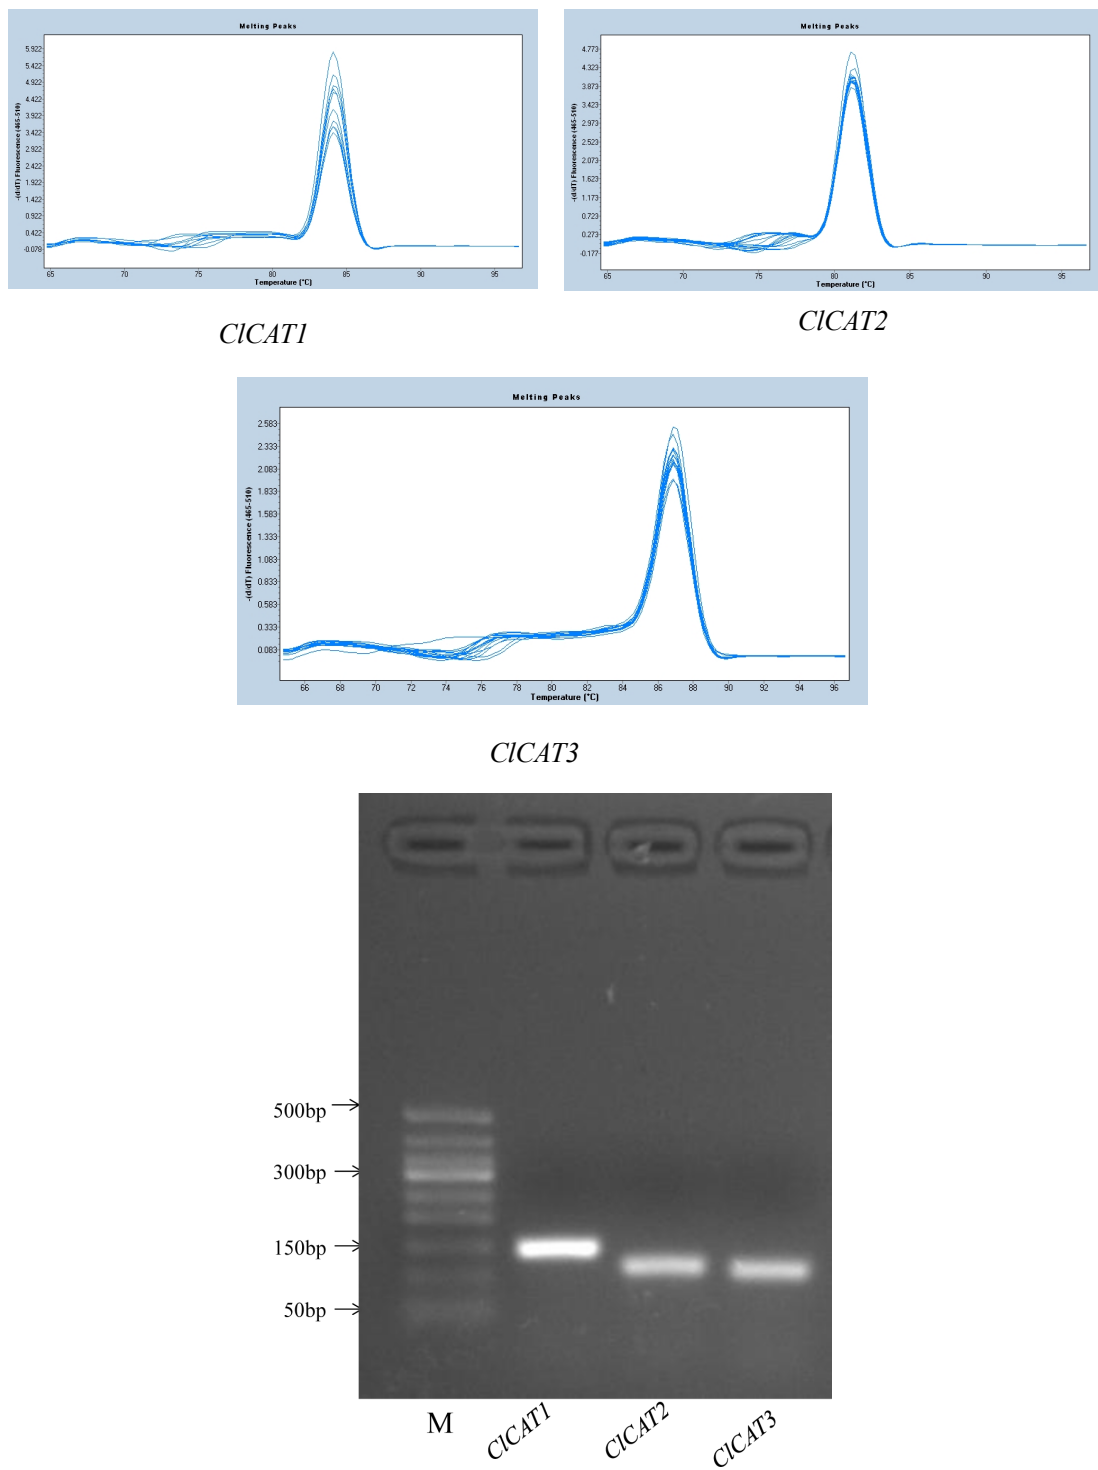 Melting Peaks
-(d/dT) Fluorescence (465-510)
5.922
5.422
4.922
4.422
3.922
3.422
2.922
2.422
1.922
1.422
0.922
0.422
-0.078
65 70 75 80 85 90 95
Temperature (°C)
ClCAT1
Melting Peaks
-(d/dT) Fluorescence (465-510)
4.773
4.323
3.873
3.423
2.973
2.523
2.073
1.623
1.173
0.723
0.273
-0.177
65 70 75 80 85 90 95
Temperature (°C)
ClCAT2
Melting Peaks
-(d/dT) Fluorescence (465-510)
2.583
2.333
2.083
1.833
1.583
1.333
1.083
0.833
0.583
0.333
0.083
66 68 70 72 74 76 78 80 82 84 86 88 90 92 94 96
Temperature (°C)
ClCAT3
500bp
300bp
150bp
50bp
M ClCAT1 ClCAT2 ClCAT3